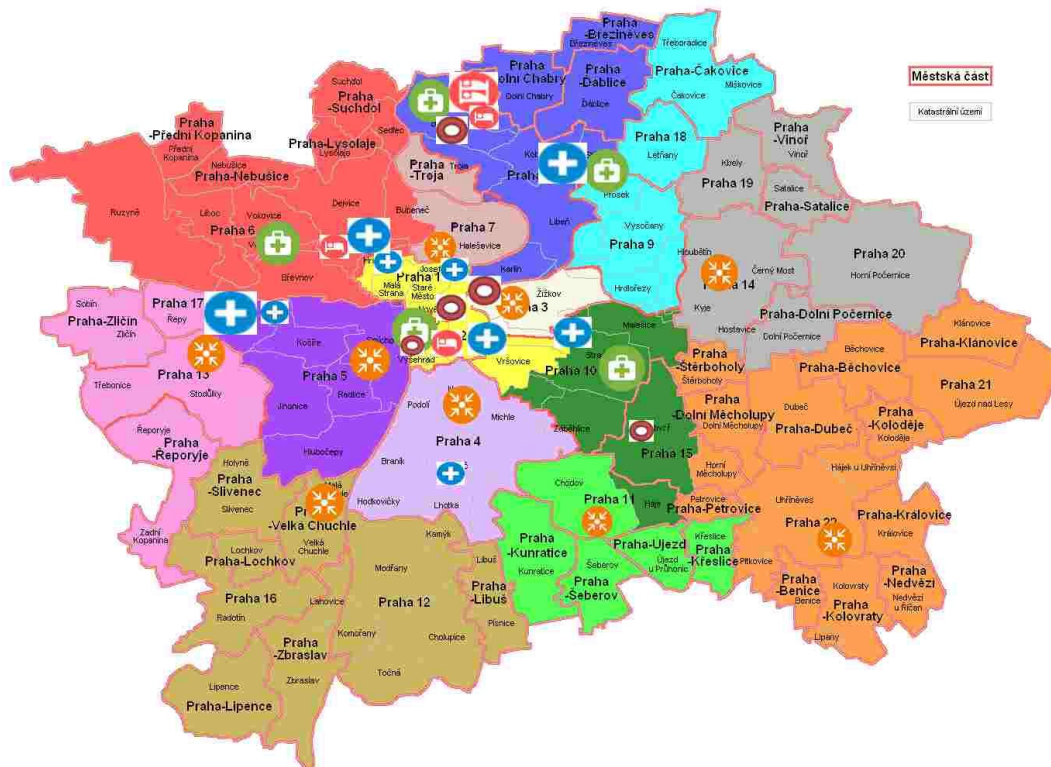 Praha
-Březiněves
Březiněves
Třeboradice
Praha-Čakovice
Miškovice
Čakovice
Městská část
Katastrální území
Praha
Dolní Chabry
Dolní Chabry
Praha
-Ďáblice
Ďáblice
Suchdol
Praha
-Suchdol
Sedlec
Praha
-Přední Kopanina
Přední
Kopanina
Praha-Lysolaje
Lysolaje
Nebušice
Praha-Nebušice
Praha
-Troja
Troja
Praha
Praha 18
Letňany
Praha
-Vinoř
Vinoř
Kbely
Praha 19
Satalice
Praha-Satalice
Ruzyně
Liboc
Vokovice
Dejvice
Praha 6
Bubeneč
Praha 7
Holešovice
Libeň
Prosek
Vysočany
Praha 9
Hloubětín
Černý Most
14
Praha 20
Horní Počernice
Břevnov
Karlín
Praha 1
Malá
Strana
Staré
Město
Hrdlořezy
Kyje
Hostavice
Praha-Dolní Počernice
Dolní Počernice
Sobín
Praha-Zličín
Zličín
Praha 17
Řepy
Žižkov
3
Malešice
Klánovice
Praha-Klánovice
Běchovice
Praha-Běchovice
Košíře
Praha 13
Třebonice
Stodůlky
Praha 5
Jinonice
Radlice
Vyšehrad
Vršovice
Praha 10
Praha
-Štěrboholy
Štěrboholy
Praha 21
Újezd nad Lesy
Podolí
Michle
Praha 4
Záběhlice
Praha
-Dolní Měcholupy
Dolní Měcholupy
Dubeč
Praha-Dubeč
Praha
-Koloděje
Koloděje
Řeporyje
Praha
-Řeporyje
Hlubočepy
Braník
Praha 15
Horní
Měcholupy
Hájek u Uhříněvsi
Holyně
Praha
-Slivenec
Slivenec
Malá
-Velká Chuchle
Velká
Chuchle
Hodkovičky
Lhotka
Chodov
Praha 11
Háje
Petrovice
Praha-Petrovice
Uhříněves
Praha 22
Praha-Královice
Královice
Zadní
Kopanina
Lochkov
Praha-Lochkov
Kamýk
Modřany
Libuš
Praha
-Kunratice
Kunratice
Šeberov
Praha
-Šeberov
Praha-Újezd
Újezd
u Průhonic
Křeslice
Praha
-Křeslice
Pitkovice
Praha
-Benice
Benice
Kolovraty
Praha
-Kolovraty
Lipany
Praha
-Nedvězí
Nedvězí
u Říčan
Praha 16
Radotín
Lahovice
Praha 12
Praha
-Libuš
Písnice
Praha
-Zbraslav
Zbraslav
Komořany
Cholupice
Točná
Lipence
Praha-Lipence